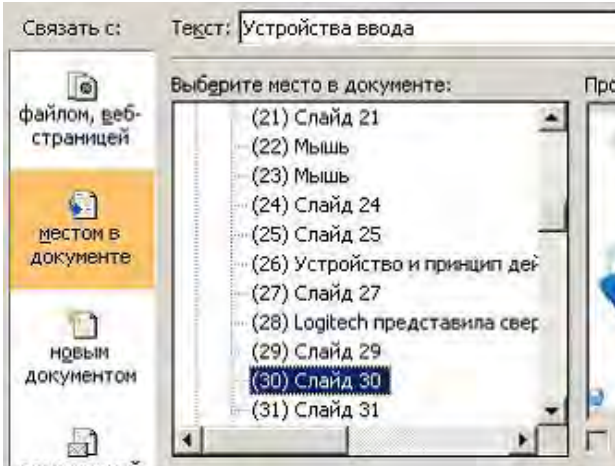 Связать с:
Текст: Устройства ввода
Выберите место в документе:
файлом, веб-
страницей
местом в
документе
новым
документом
(21) Слайд 21
(22) Мышь
(23) Мышь
(24) Слайд 24
(25) Слайд 25
(26) Устройство и принцип дей
(27) Слайд 27
(28) Logitech представила свер
(29) Слайд 29
(30) Слайд 30
(31) Слайд 31